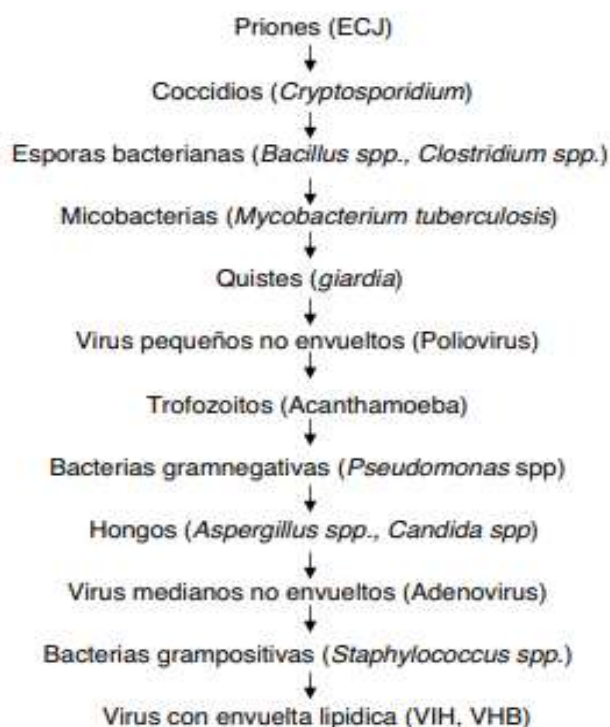 Priones (ECJ)
Coccidios (Cryptosporidium)
Esporas bacterianas (Bacillus spp., Clostridium spp.)
Micobacterias (Mycobacterium tuberculosis)
Quistes (giardia)
Virus pequeños no envueltos (Poliovirus)
Trofozoitos (Acanthamoeba)
Bacterias gramnegativas (Pseudomonas spp)
Hongos (Aspergillus spp., Candida spp)
Virus medianos no envueltos (Adenovirus)
Bacterias grampositivas (Staphylococcus spp.)
Virus con envuelta lipidica (VIH, VHB)